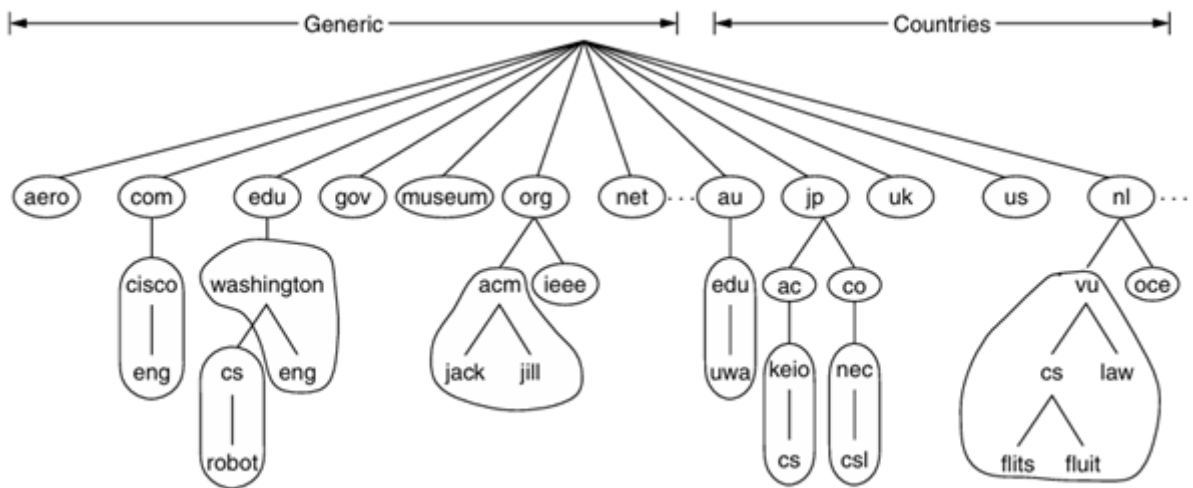 Generic Countries
aero com edu gov museum org net ... au jp uk us nl ...
cisco washington acm ieee edu ac co vu oce
eng cs eng jack jill uwa keio nec cs law
robot cs csl flits fluit